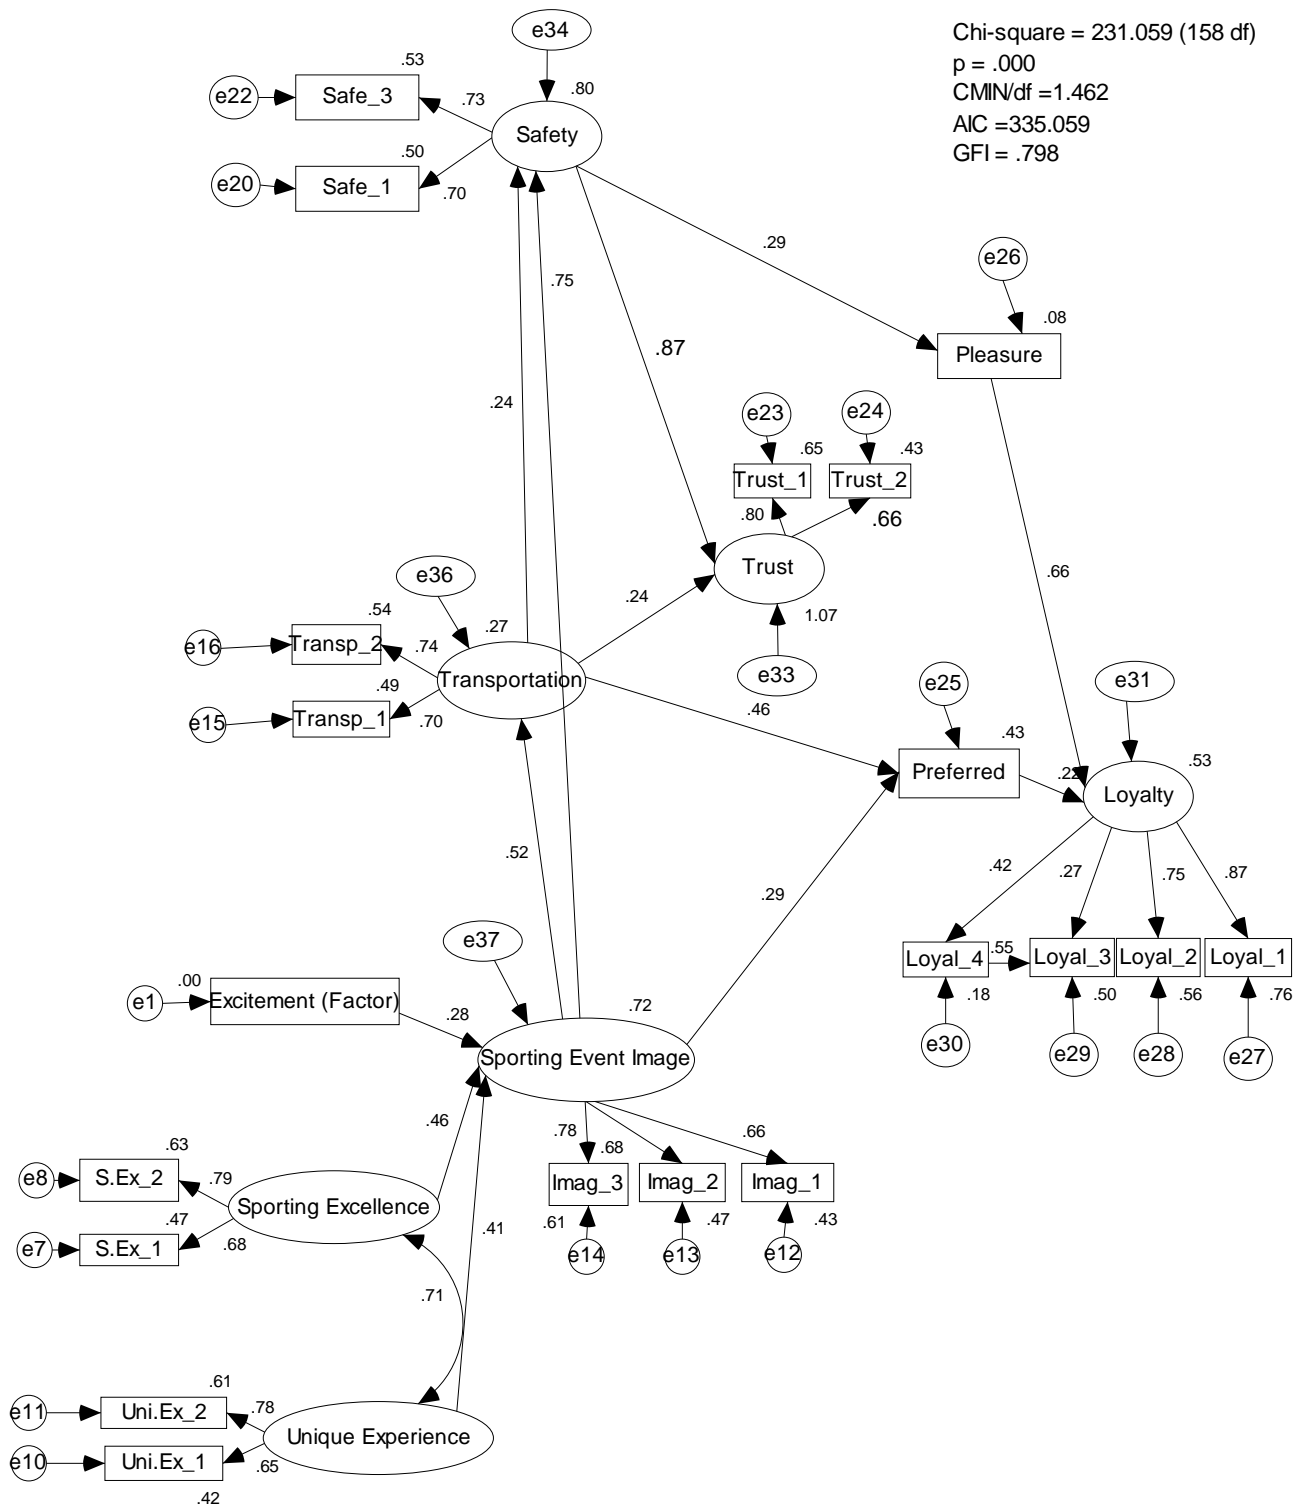 e34
Chi-square = 231.059 (158 df)
p = .000
CMIN/df =1.462
AIC =335.059
GFI = .798
.53
.80
e22
Safe_3
.73
Safety
.50
e20
Safe_1
.70
.29
e26
.75
.08
Pleasure
.87
.24
e23
e24
.65
.43
Trust_1
Trust_2
.80
.66
Trust
.66
e36
.24
1.07
.54
.27
e16
Transp_2
.74
e33
Transportation
e25
e31
.49
e15
Transp_1
.70
.46
.43
.53
Preferred
.22
Loyalty
.52
.42
.27
.75
.87
.29
e37
.55
Loyal_4
Loyal_3
Loyal_2
Loyal_1
.00
.18
.50
.56
.76
e1
Excitement (Factor)
.28
.72
e30
e29
e28
e27
Sporting Event Image
.46
.78
.68
.66
.63
e8
S.Ex_2
.79
Imag_3
Imag_2
Imag_1
Sporting Excellence
.47
.41
.61
.47
.43
e7
S.Ex_1
.68
e14
e13
e12
.71
.61
e11
Uni.Ex_2
.78
Unique Experience
e10
Uni.Ex_1
.65
.42